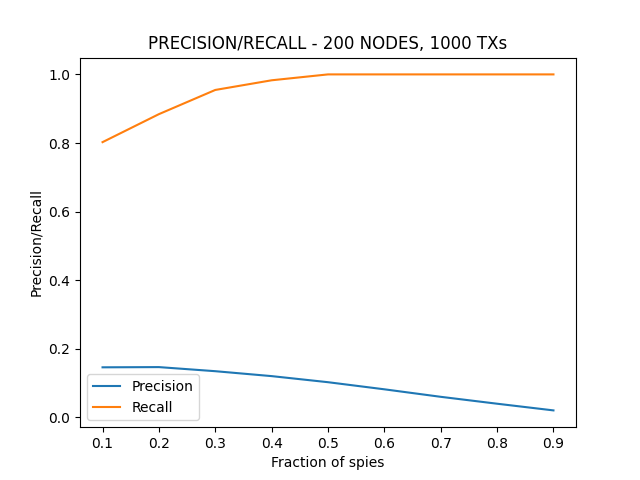 PRECISION/RECALL - 200 NODES, 1000 TXs
1.0
0.8
0.6
0.4
0.2
0.0
Precision/Recall
Precision
Recall
0.1 0.2 0.3 0.4 0.5 0.6 0.7 0.8 0.9
Fraction of spies